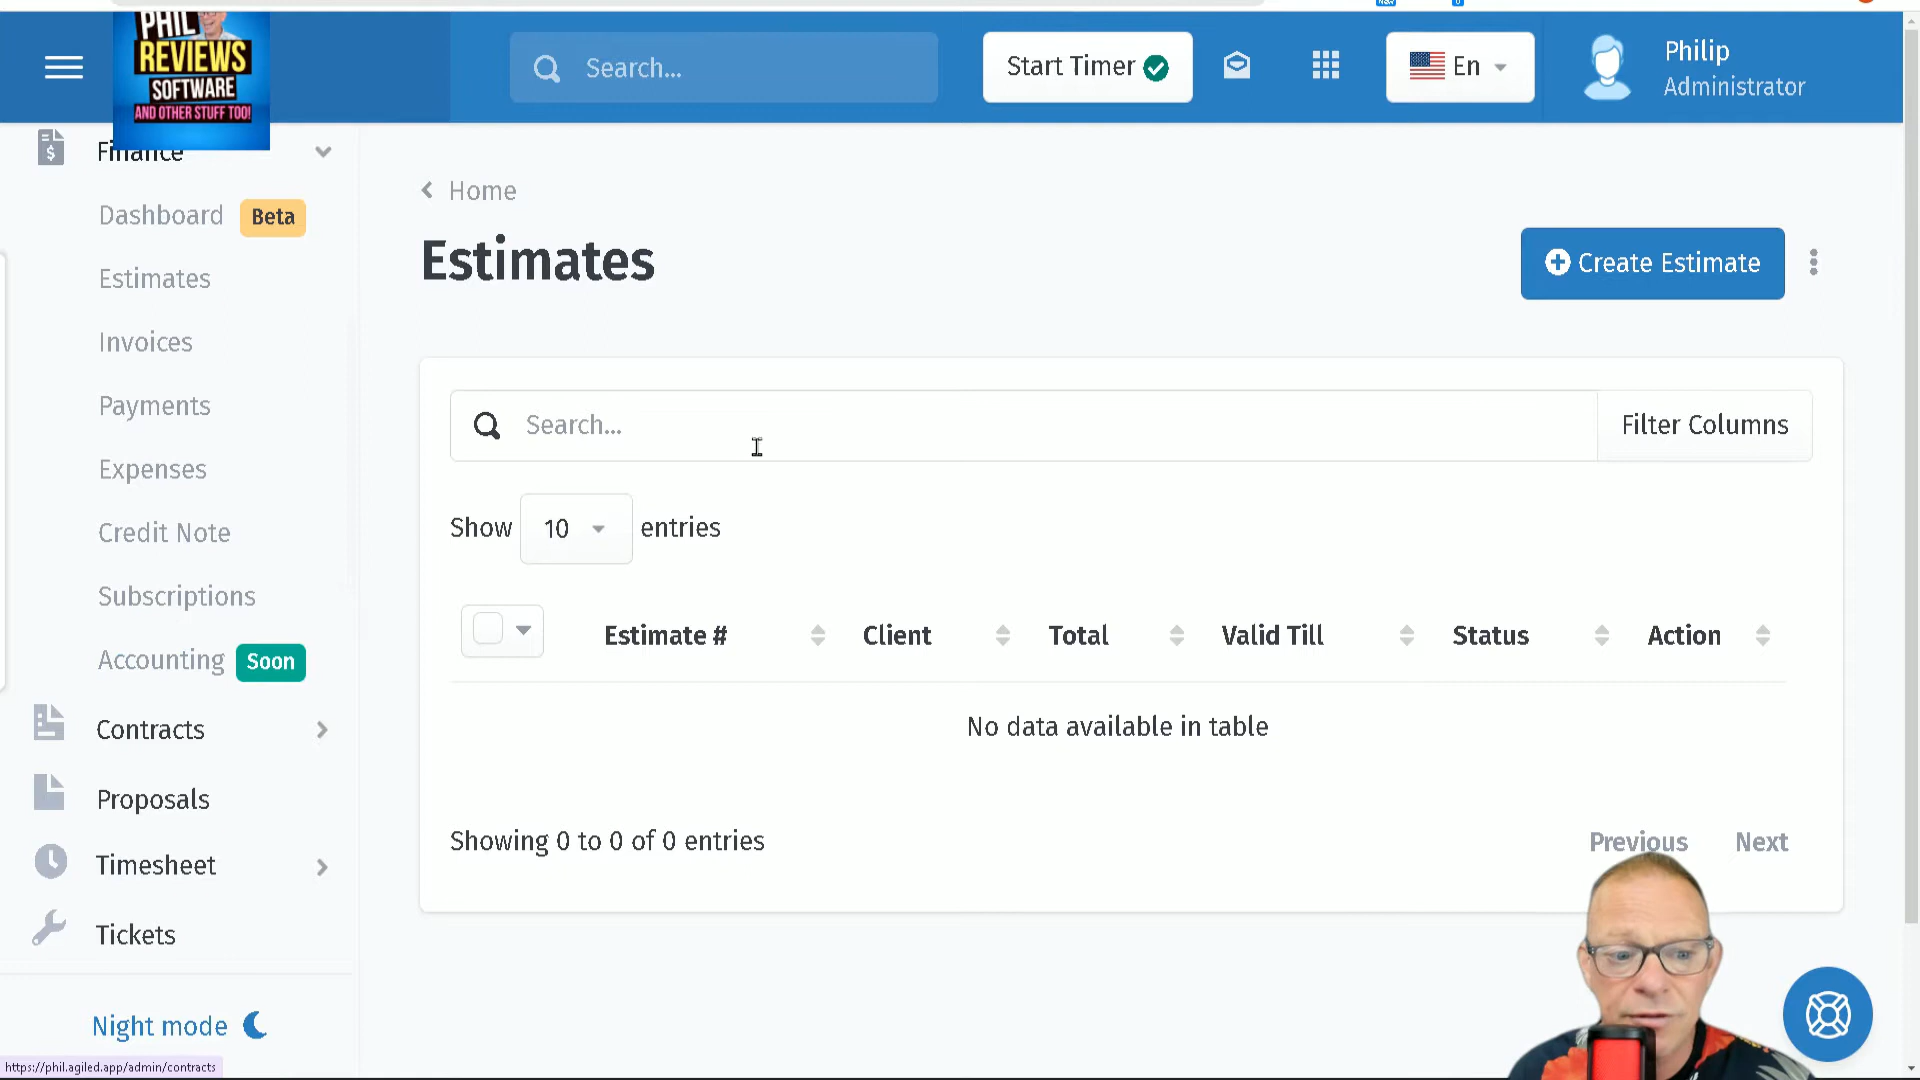 PHIL
REVIEWS
SOFTWARE
AND OTHER STUFF TOO!
Search...
Start Timer
En
Philip
Administrator
Finance
Dashboard Beta
Estimates
Invoices
Payments
Expenses
Credit Note
Subscriptions
Accounting Soon
Contracts
Proposals
Timesheet
Tickets
Night mode
Home
Estimates
Create Estimate
Search...
Filter Columns
Show 10 entries
Estimate # Client Total Valid Till Status Action
No data available in table
Showing 0 to 0 of 0 entries
Previous Next
https://phil.agiled.app/admin/contracts